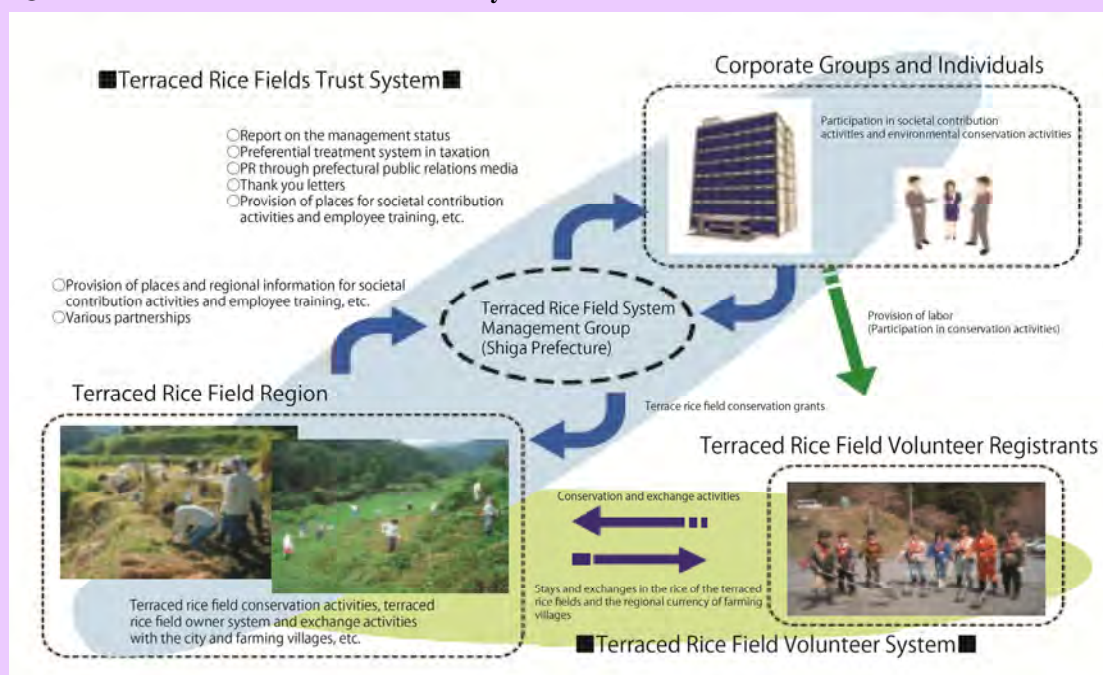 ■Terraced Rice Fields Trust System■
○Report on the management status
○Preferential treatment system in taxation
○PR through prefectural public relations media
○Thank you letters
○Provision of places for societal contribution
activities and employee training, etc.
Corporate Groups and Individuals
Participation in societal contribution
activities and environmental conservation activities
○Provision of places and regional information for societal
contribution activities and employee training, etc.
○Various partnerships
Terraced Rice Field System
Management Group
(Shiga Prefecture)
Provision of labor
(Participation in conservation activities)
Terraced Rice Field Region
Terrace rice field conservation grants
Terraced Rice Field Volunteer Registrants
Conservation and exchange activities
Stays and exchanges in the rice of the terraced
rice fields and the regional currency of farming
villages
Terraced rice field conservation activities, terraced
rice field owner system and exchange activities
with the city and farming villages, etc.
■Terraced Rice Field Volunteer System■